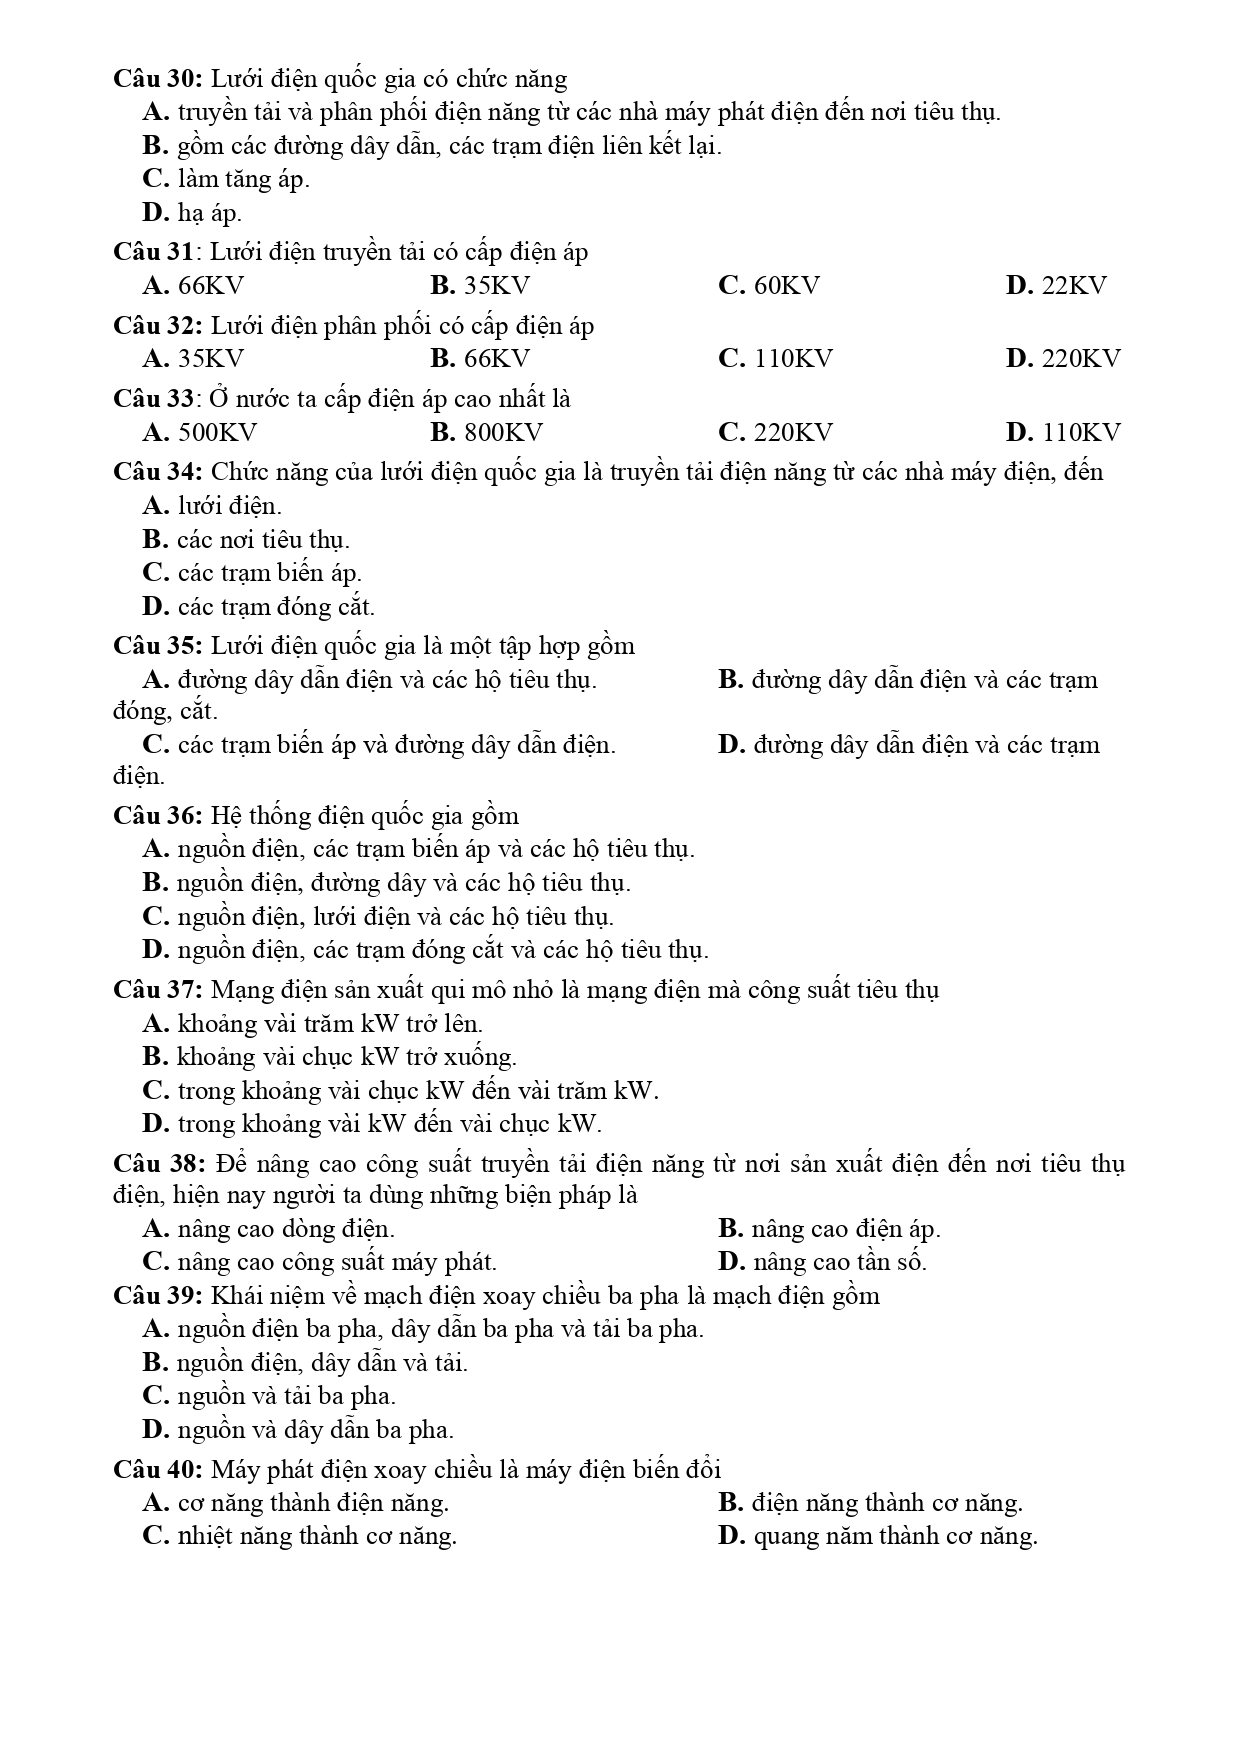 Câu 30: Lưới điện quốc gia có chức năng
A. truyền tải và phân phối điện năng từ các nhà máy phát điện đến nơi tiêu thụ.
B. gồm các đường dây dẫn, các trạm điện liên kết lại.
C. làm tăng áp.
D. hạ áp.
Câu 31: Lưới điện truyền tải có cấp điện áp
A. 66KV B. 35KV C. 60KV D. 22KV
Câu 32: Lưới điện phân phối có cấp điện áp
A. 35KV B. 66KV C. 110KV D. 220KV
Câu 33: Ở nước ta cấp điện áp cao nhất là
A. 500KV B. 800KV C. 220KV D. 110KV
Câu 34: Chức năng của lưới điện quốc gia là truyền tải điện năng từ các nhà máy điện, đến
A. lưới điện.
B. các nơi tiêu thụ.
C. các trạm biến áp.
D. các trạm đóng cắt.
Câu 35: Lưới điện quốc gia là một tập hợp gồm
A. đường dây dẫn điện và các hộ tiêu thụ. B. đường dây dẫn điện và các trạm
đóng, cắt.
C. các trạm biến áp và đường dây dẫn điện. D. đường dây dẫn điện và các trạm
điện.
Câu 36: Hệ thống điện quốc gia gồm
A. nguồn điện, các trạm biến áp và các hộ tiêu thụ.
B. nguồn điện, đường dây và các hộ tiêu thụ.
C. nguồn điện, lưới điện và các hộ tiêu thụ.
D. nguồn điện, các trạm đóng cắt và các hộ tiêu thụ.
Câu 37: Mạng điện sản xuất qui mô nhỏ là mạng điện mà công suất tiêu thụ
A. khoảng vài trăm kW trở lên.
B. khoảng vài chục kW trở xuống.
C. trong khoảng vài chục kW đến vài trăm kW.
D. trong khoảng vài kW đến vài chục kW.
Câu 38: Để nâng cao công suất truyền tải điện năng từ nơi sản xuất điện đến nơi tiêu thụ
điện, hiện nay người ta dùng những biện pháp là
A. nâng cao dòng điện. B. nâng cao điện áp.
C. nâng cao công suất máy phát. D. nâng cao tần số.
Câu 39: Khái niệm về mạch điện xoay chiều ba pha là mạch điện gồm
A. nguồn điện ba pha, dây dẫn ba pha và tải ba pha.
B. nguồn điện, dây dẫn và tải.
C. nguồn và tải ba pha.
D. nguồn và dây dẫn ba pha.
Câu 40: Máy phát điện xoay chiều là máy điện biến đổi
A. cơ năng thành điện năng. B. điện năng thành cơ năng.
C. nhiệt năng thành cơ năng. D. quang năm thành cơ năng.